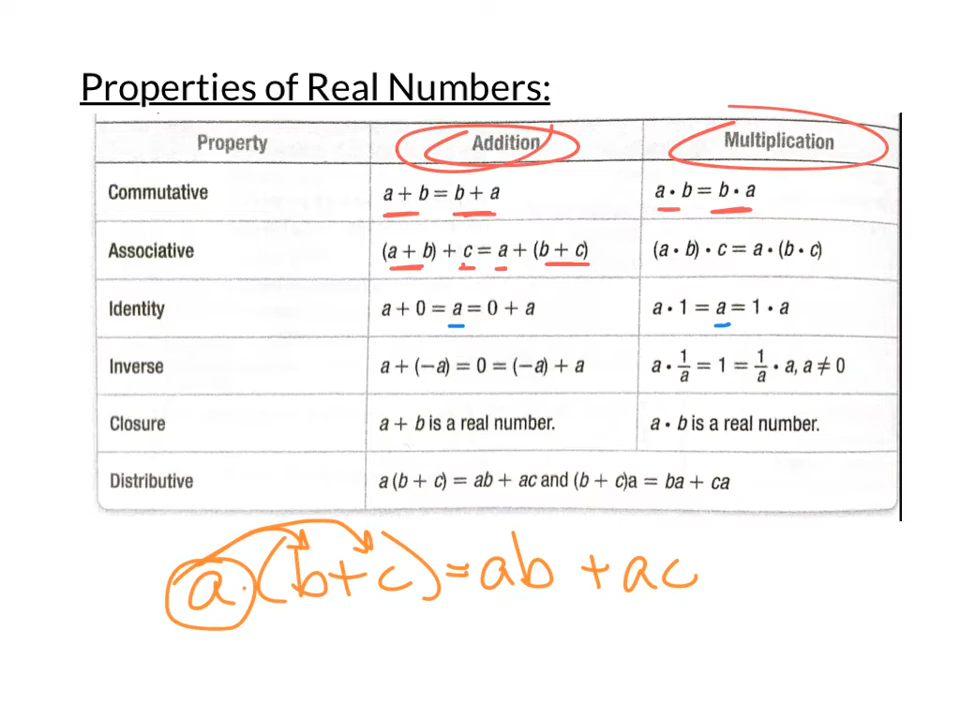 Properties of Real Numbers:
Property Addition Multiplication
Commutative a + b = b + a a • b = b • a
Associative (a + b) + c = a + (b + c) (a • b) • c = a • (b • c)
Identity a + 0 = a = 0 + a a • 1 = a = 1 • a
Inverse a + (−a) = 0 = (−a) + a a • 1/a = 1 = 1/a • a, a ≠ 0
Closure a + b is a real number. a • b is a real number.
Distributive a (b + c) = ab + ac and (b + c)a = ba + ca
a·(b+c)=ab +ac